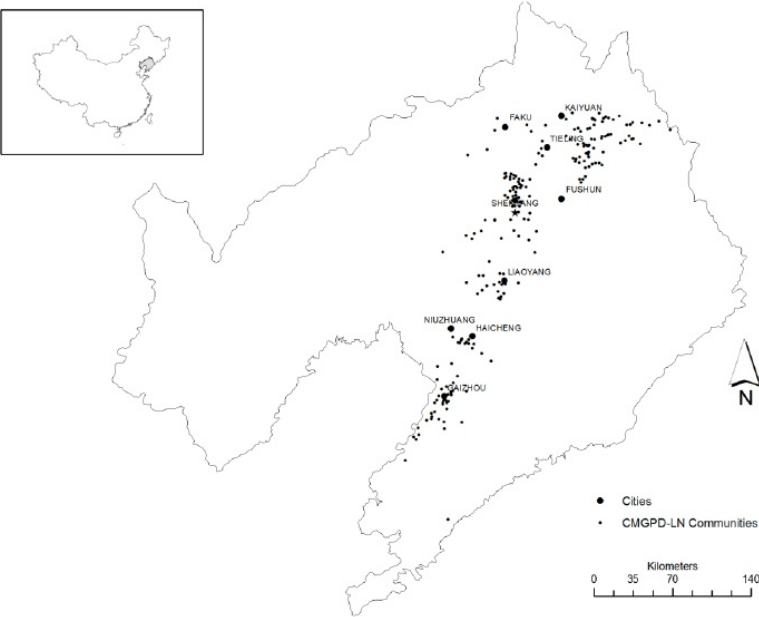 KAIYUAN
FAKU
TIELING
FUSHUN
SHENYANG
LIAOYANG
NIUZHUANG
HAICHENG
GAIZHOU
N
Cities
CMGPD-LN Communities
Kilometers
0 35 70 140